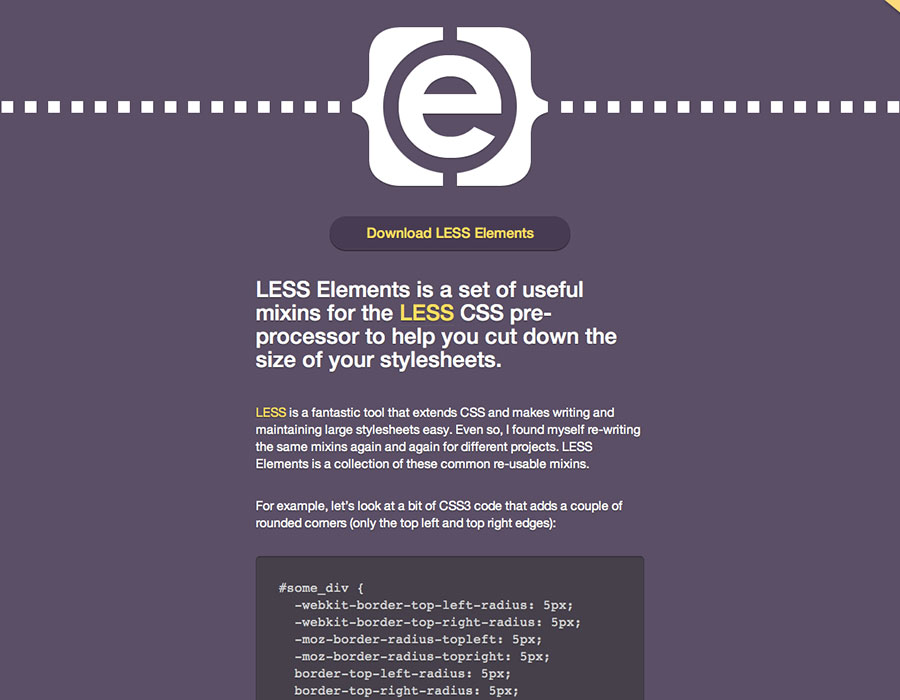 e
Download LESS Elements
LESS Elements is a set of useful
mixins for the LESS CSS pre-
processor to help you cut down the
size of your stylesheets.
LESS is a fantastic tool that extends CSS and makes writing and
maintaining large stylesheets easy. Even so, I found myself re-writing
the same mixins again and again for different projects. LESS
Elements is a collection of these common re-usable mixins.
For example, let's look at a bit of CSS3 code that adds a couple of
rounded corners (only the top left and top right edges):
#some_div {
-webkit-border-top-left-radius: 5px;
-webkit-border-top-right-radius: 5px;
-moz-border-radius-topleft: 5px;
-moz-border-radius-topright: 5px;
border-top-left-radius: 5px;
border-top-right-radius: 5px;